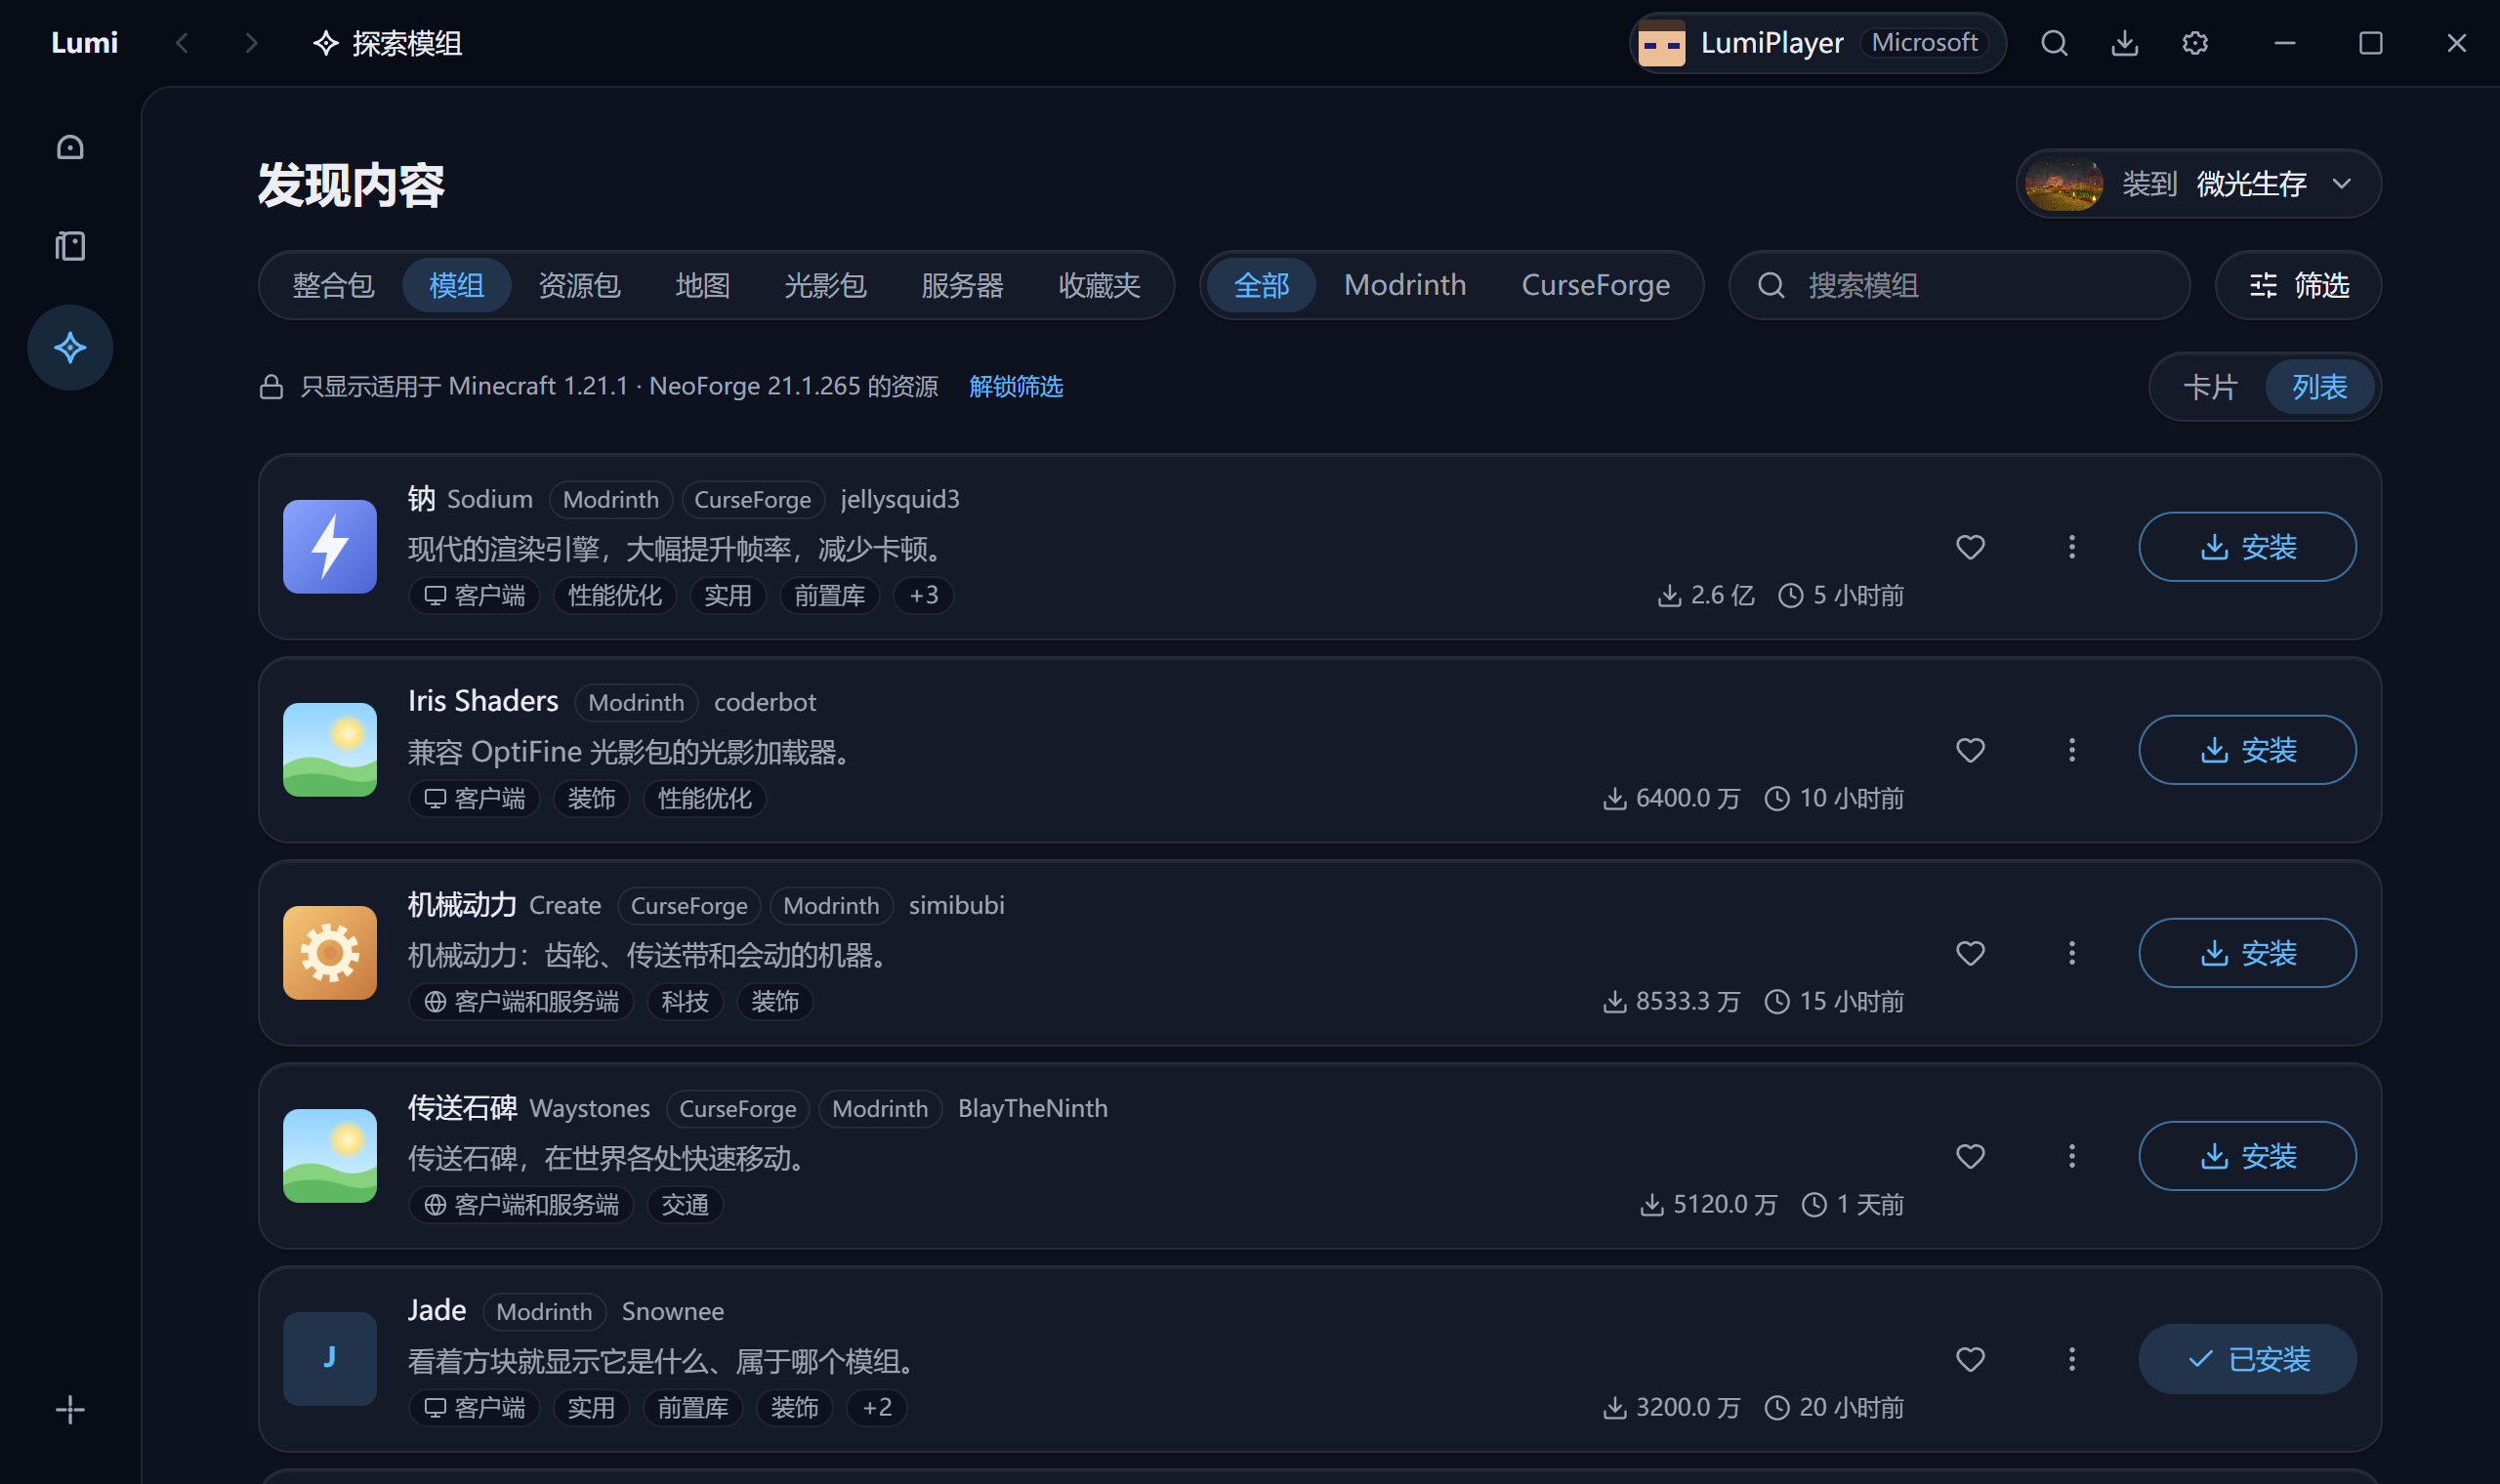 Lumi 探索模组 LumiPlayer Microsoft
发现内容 装到 微光生存
整合包 模组 资源包 地图 光影包 服务器 收藏夹 全部 Modrinth CurseForge 搜索模组 筛选
只显示适用于 Minecraft 1.21.1 · NeoForge 21.1.265 的资源 解锁筛选 卡片 列表
钠 Sodium Modrinth CurseForge jellysquid3
现代的渲染引擎，大幅提升帧率，减少卡顿。
安装
客户端 性能优化 实用 前置库 +3 2.6 亿 5 小时前
Iris Shaders Modrinth coderbot
兼容 OptiFine 光影包的光影加载器。
安装
客户端 装饰 性能优化 6400.0 万 10 小时前
机械动力 Create CurseForge Modrinth simibubi
机械动力：齿轮、传送带和会动的机器。
安装
客户端和服务端 科技 装饰 8533.3 万 15 小时前
传送石碑 Waystones CurseForge Modrinth BlayTheNinth
传送石碑，在世界各处快速移动。
安装
客户端和服务端 交通 5120.0 万 1 天前
Jade Modrinth Snownee
J 看着方块就显示它是什么、属于哪个模组。
已安装
客户端 实用 前置库 装饰 +2 3200.0 万 20 小时前